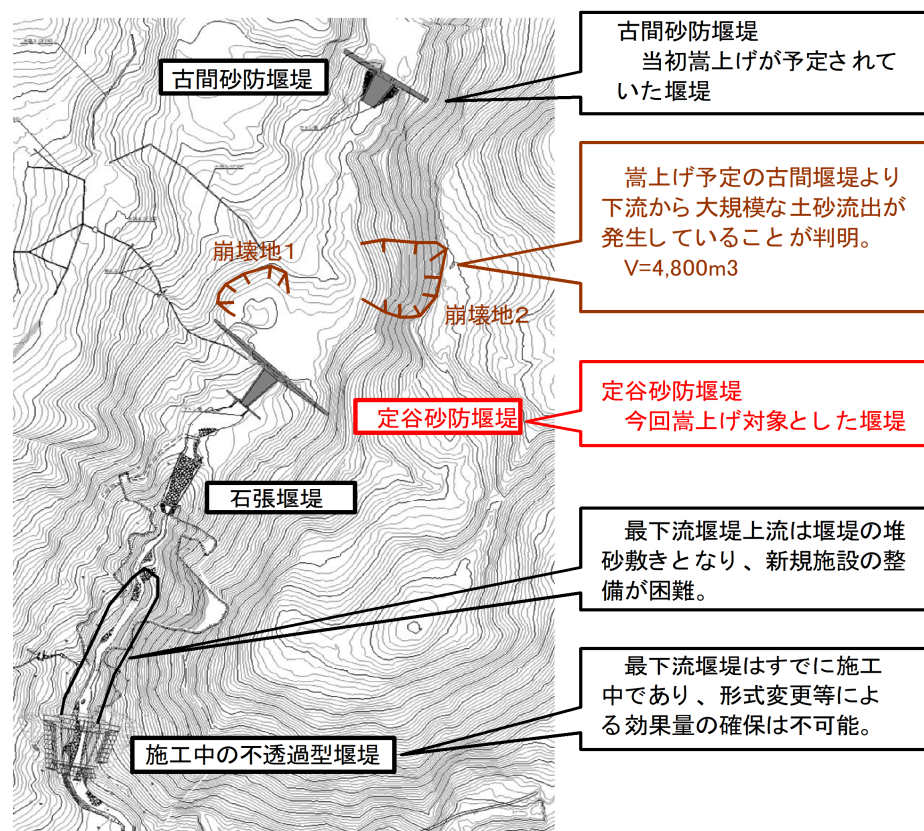 古間砂防堰堤
当初嵩上げが予定されて
いた堰堤
古間砂防堰堤
嵩上げ予定の古間堰堤より
下流から大規模な土砂流出が
発生していることが判明。
V=4,800m3
崩壊地1
崩壊地2
定谷砂防堰堤
定谷砂防堰堤
今回嵩上げ対象とした堰堤
石張堰堤
最下流堰堤上流は堰堤の堆
砂敷きとなり、新規施設の整
備が困難。
最下流堰堤はすでに施工
中であり、形式変更等によ
る効果量の確保は不可能。
施工中の不透過型堰堤